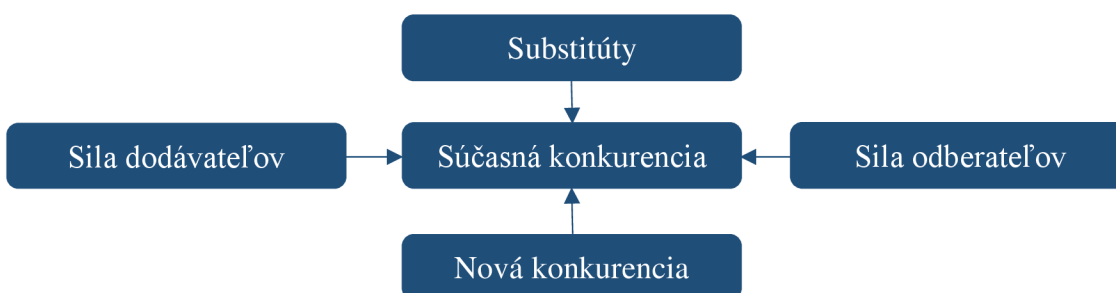 Substitúty
Sila dodávateľov
Súčasná konkurencia
Sila odberateľov
Nová konkurencia